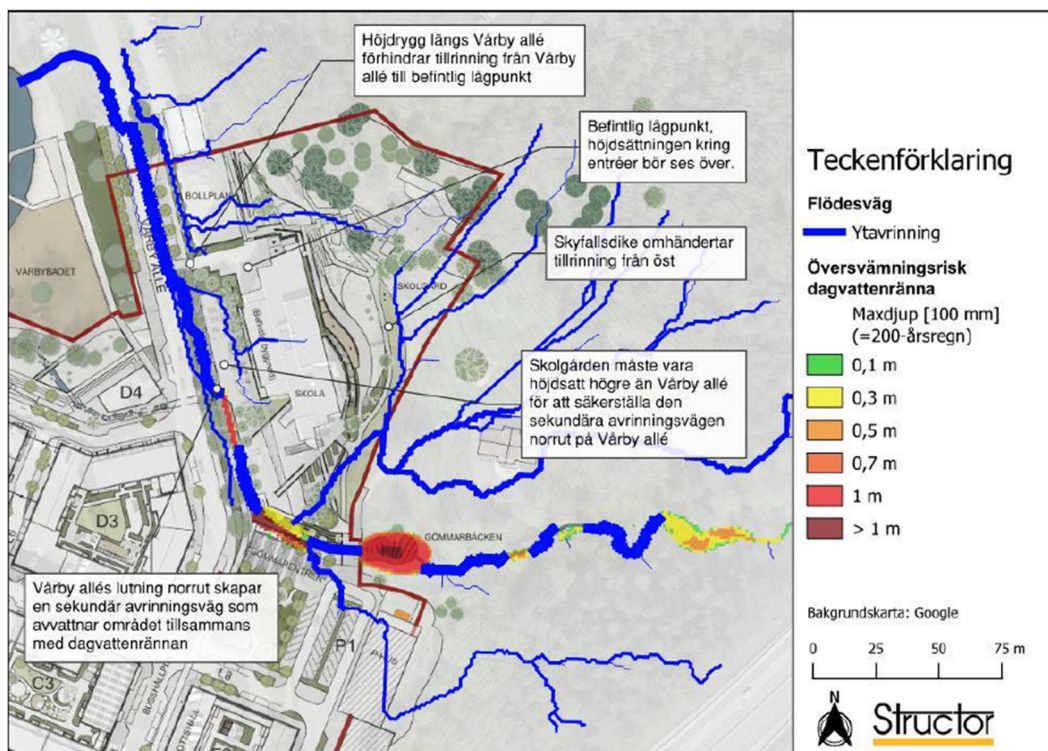 Höjdrygg längs Vårby allé
förhindrar tillrinning från Vårby
allé till befintlig lågpunkt
Befintlig lågpunkt,
höjdsättningen kring
entréer bör ses över.
Skyfallsdike omhändertar
tillrinning från öst
Skolgården måste vara
höjdsatt högre än Vårby allé
för att säkerställa den
sekundära avrinningsvägen
norrut på Vårby allé
Vårby allés lutning norrut skapar
en sekundär avrinningsväg som
avvattnar området tillsammans
med dagvattenrännan
BOLLPLAN
VÅRBY ALLÉ
VÅRBYBADET
SKOLGÅRD
SKOLA
D4
D3
GÖMMARBÄCKEN
P1
P-HUS
C3
Teckenförklaring
Flödesväg
Ytavrinning
Översvämningsrisk
dagvattenränna
Maxdjup [100 mm]
(=200-årsregn)
0,1 m
0,3 m
0,5 m
0,7 m
1 m
> 1 m
Bakgrundskarta: Google
0 25 50 75 m
N
Structor